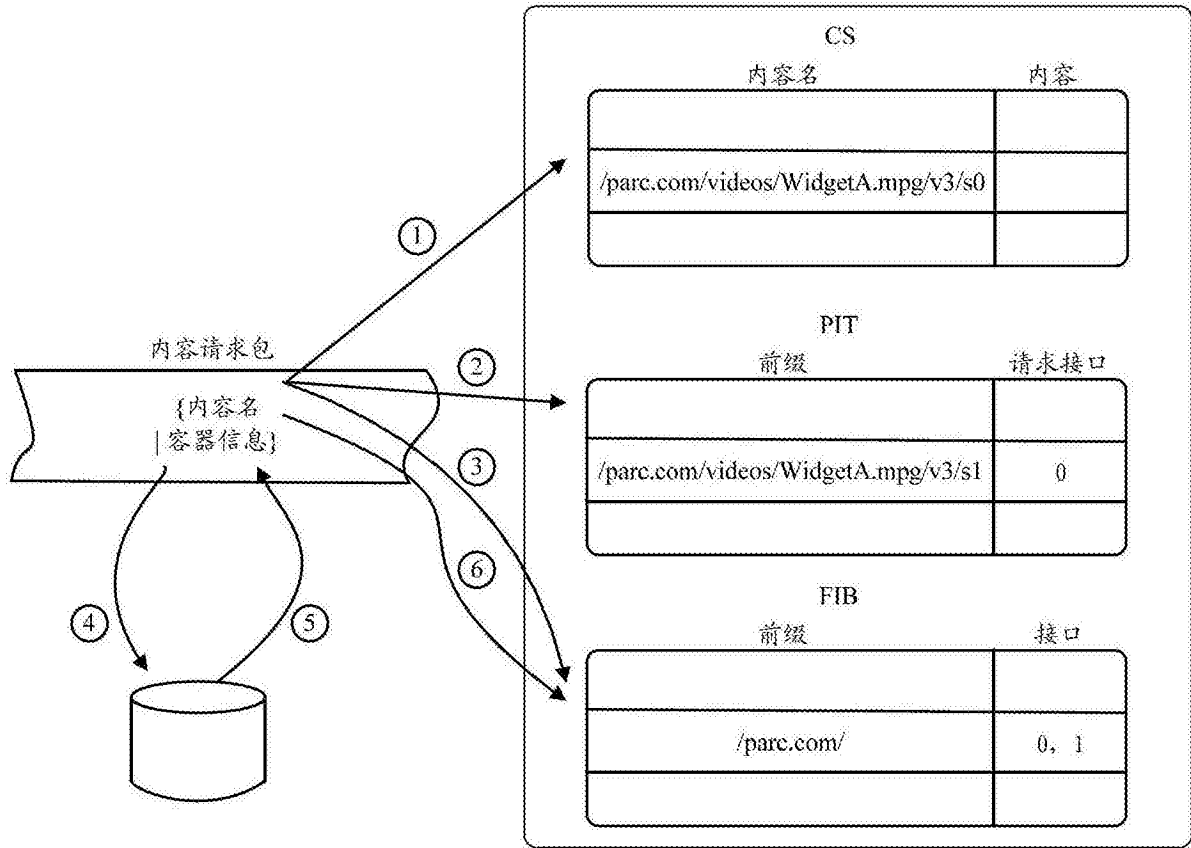 CS
内容名 内容
/parc.com/videos/WidgetA.mpg/v3/s0
①
PIT
前缀 请求接口
/parc.com/videos/WidgetA.mpg/v3/s1 0
内容请求包
{内容名
|容器信息}
②
③
⑥
④
⑤
FIB
前缀 接口
/parc.com/ 0，1